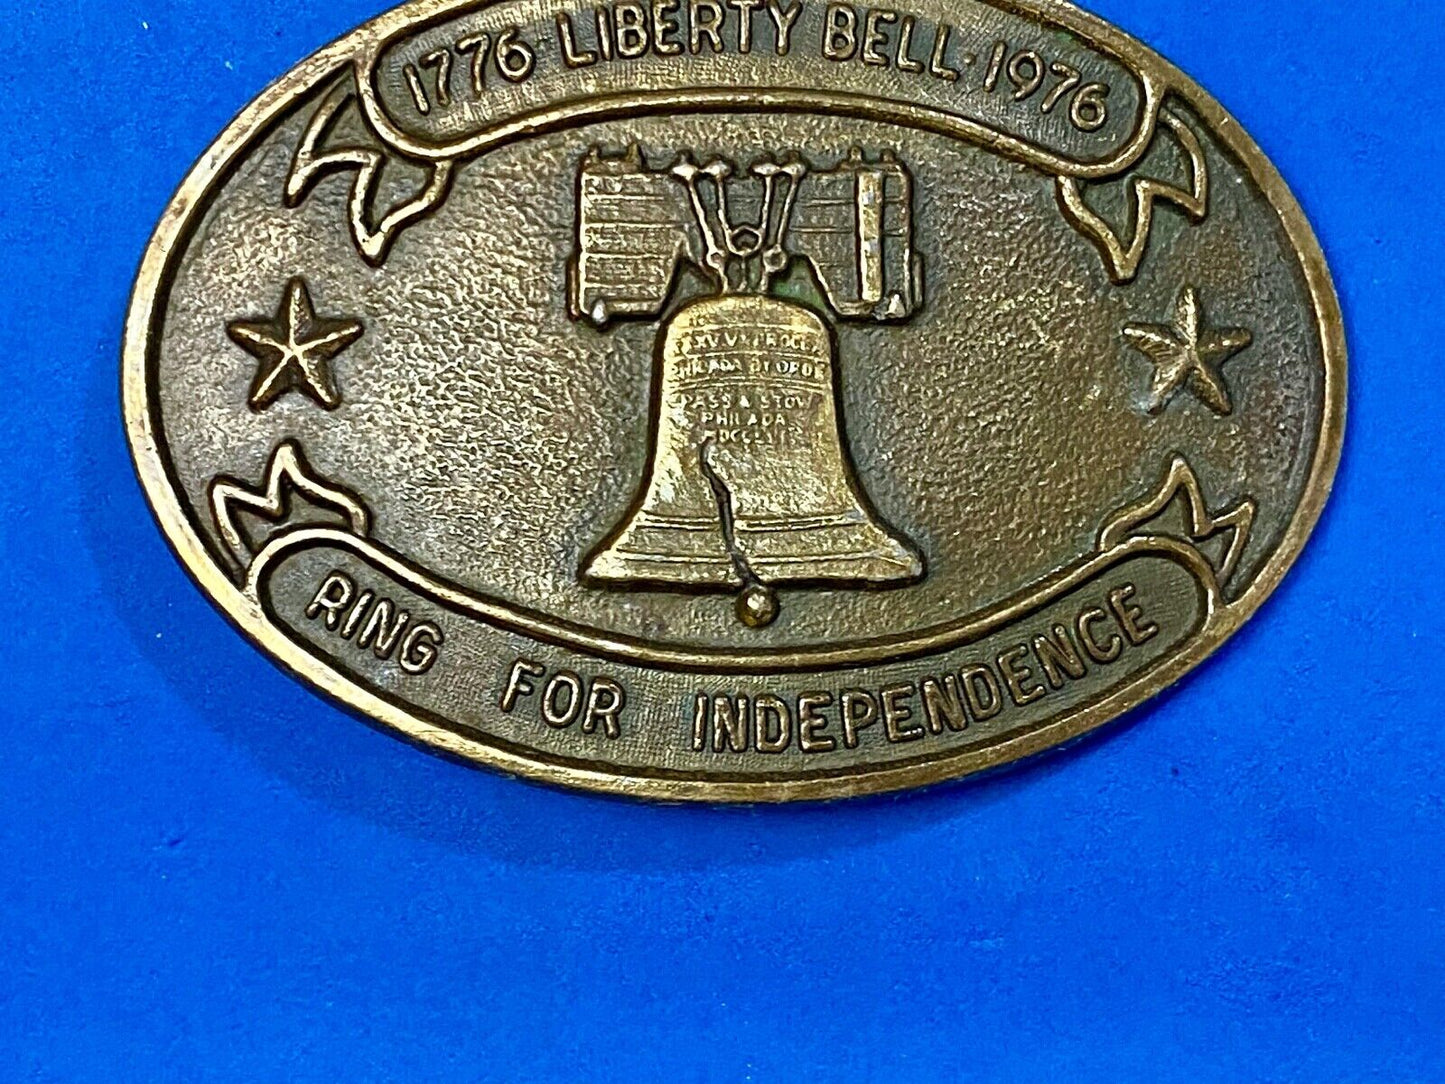 1776 · LIBERTY BELL · 1976
PASS & STOW
PHILADA
RING FOR INDEPENDENCE